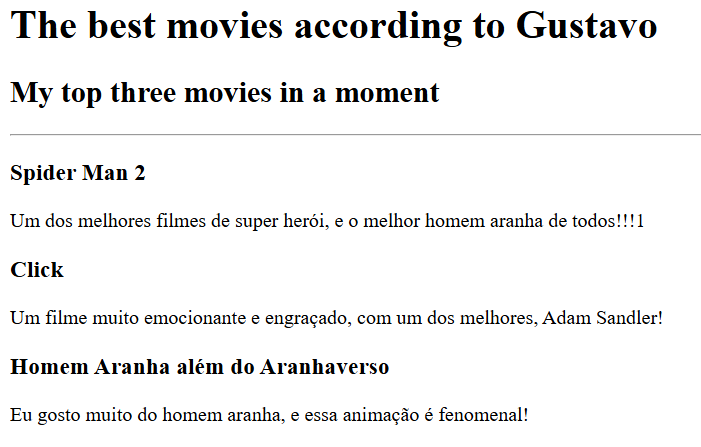 The best movies according to Gustavo
My top three movies in a moment
Spider Man 2
Um dos melhores filmes de super herói, e o melhor homem aranha de todos!!!1
Click
Um filme muito emocionante e engraçado, com um dos melhores, Adam Sandler!
Homem Aranha além do Aranhaverso
Eu gosto muito do homem aranha, e essa animação é fenomenal!